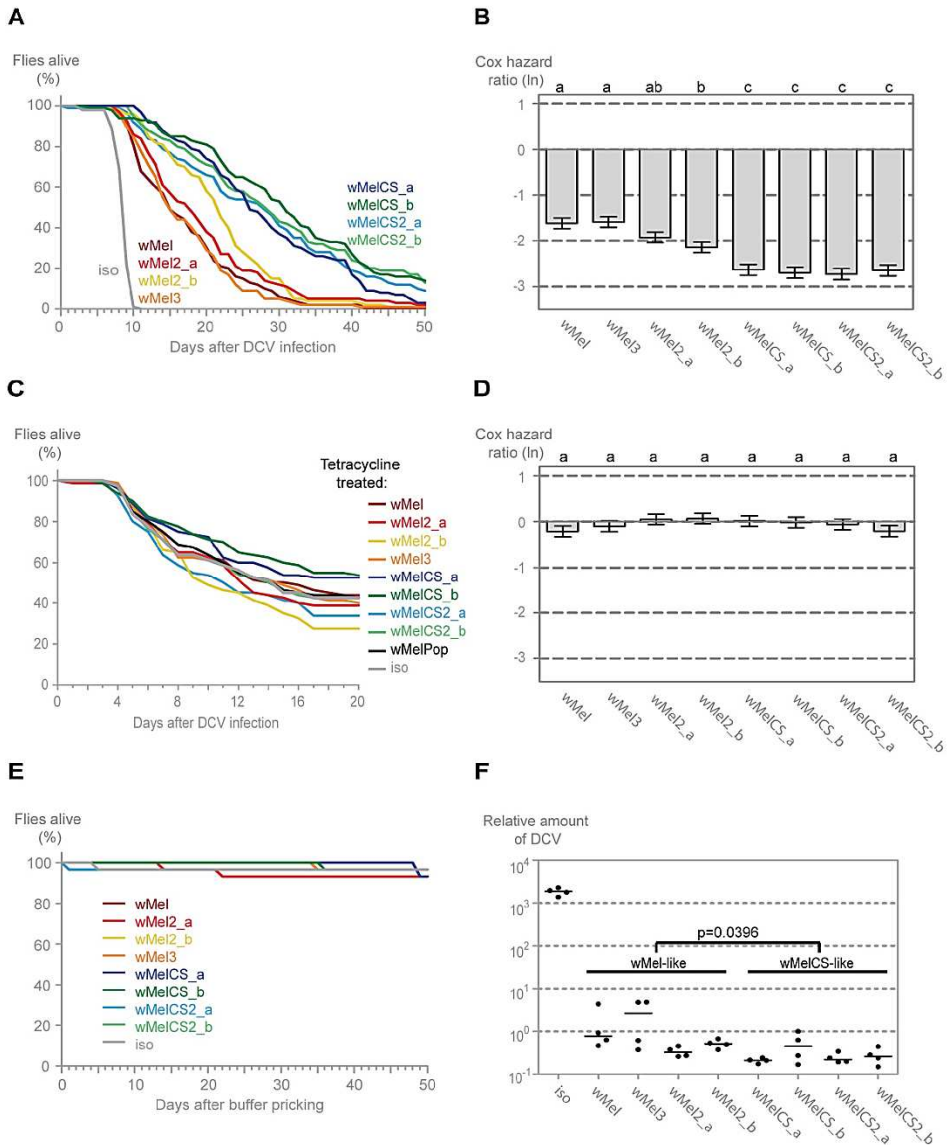 A
Flies alive
(%)
100
80
60
40
20
0
wMelCS_a
wMelCS_b
wMelCS2_a
wMelCS2_b
iso
wMel
wMel2_a
wMel2_b
wMel3
0 10 20 30 40 50
Days after DCV infection
B
Cox hazard
ratio (ln)
a a ab b c c c c
1
0
-1
-2
-3
wMel wMel3 wMel2_a wMel2_b wMelCS_a wMelCS_b wMelCS2_a wMelCS2_b
C
Flies alive
(%)
100
80
60
40
20
0
0 4 8 12 16 20
Days after DCV infection
Tetracycline
treated:
wMel
wMel2_a
wMel2_b
wMel3
wMelCS_a
wMelCS_b
wMelCS2_a
wMelCS2_b
wMelPop
iso
D
Cox hazard
ratio (ln)
a a a a a a a a
1
0
-1
-2
-3
wMel wMel3 wMel2_a wMel2_b wMelCS_a wMelCS_b wMelCS2_a wMelCS2_b
E
Flies alive
(%)
100
80
60
40
20
0
wMel
wMel2_a
wMel2_b
wMel3
wMelCS_a
wMelCS_b
wMelCS2_a
wMelCS2_b
iso
0 10 20 30 40 50
Days after buffer pricking
F
Relative amount
of DCV
10⁴
10³
10²
10¹
10⁰
10⁻¹
p=0.0396
wMel-like wMelCS-like
iso wMel wMel3 wMel2_a wMel2_b wMelCS_a wMelCS_b wMelCS2_a wMelCS2_b